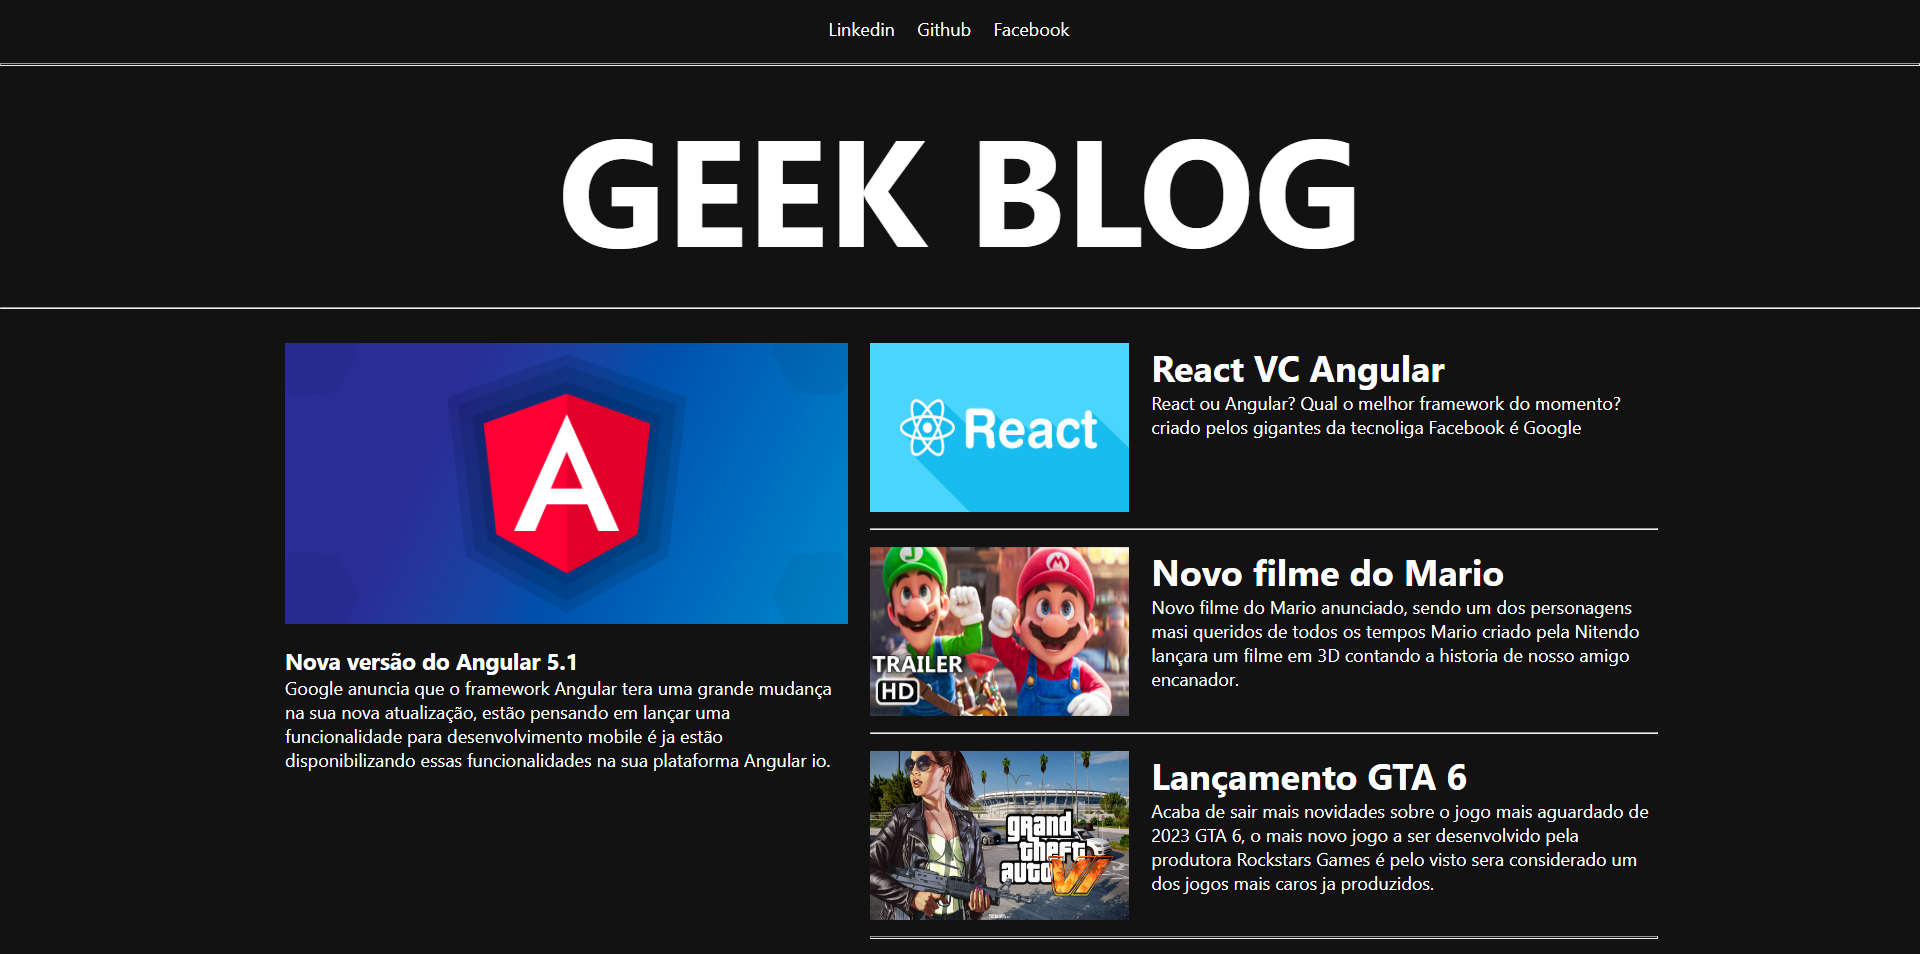 Linkedin Github Facebook
GEEK BLOG
Nova versão do Angular 5.1
Google anuncia que o framework Angular tera uma grande mudança
na sua nova atualização, estão pensando em lançar uma
funcionalidade para desenvolvimento mobile é ja estão
disponibilizando essas funcionalidades na sua plataforma Angular io.
React
React VC Angular
React ou Angular? Qual o melhor framework do momento?
criado pelos gigantes da tecnoliga Facebook é Google
TRAILER
HD
Novo filme do Mario
Novo filme do Mario anunciado, sendo um dos personagens
masi queridos de todos os tempos Mario criado pela Nitendo
lançara um filme em 3D contando a historia de nosso amigo
encanador.
grand
theft
auto VI
Lançamento GTA 6
Acaba de sair mais novidades sobre o jogo mais aguardado de
2023 GTA 6, o mais novo jogo a ser desenvolvido pela
produtora Rockstars Games é pelo visto sera considerado um
dos jogos mais caros ja produzidos.